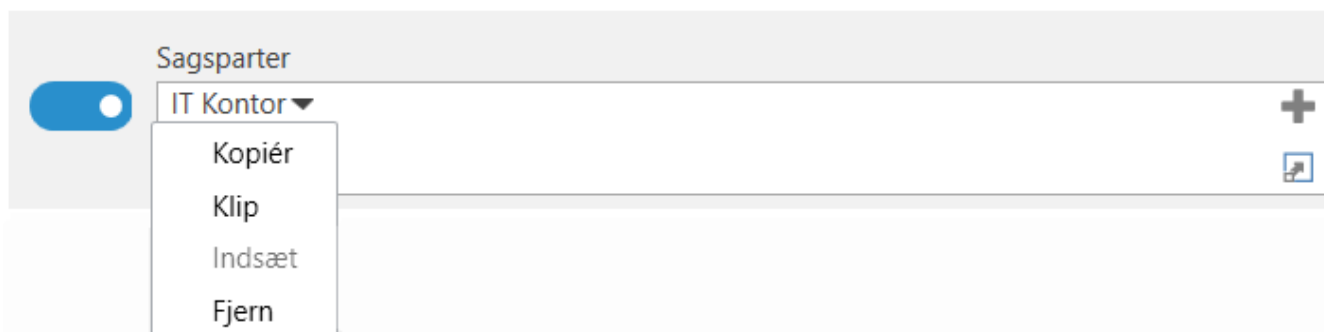 Sagsparter
IT Kontor
Kopiér
Klip
Indsæt
Fjern